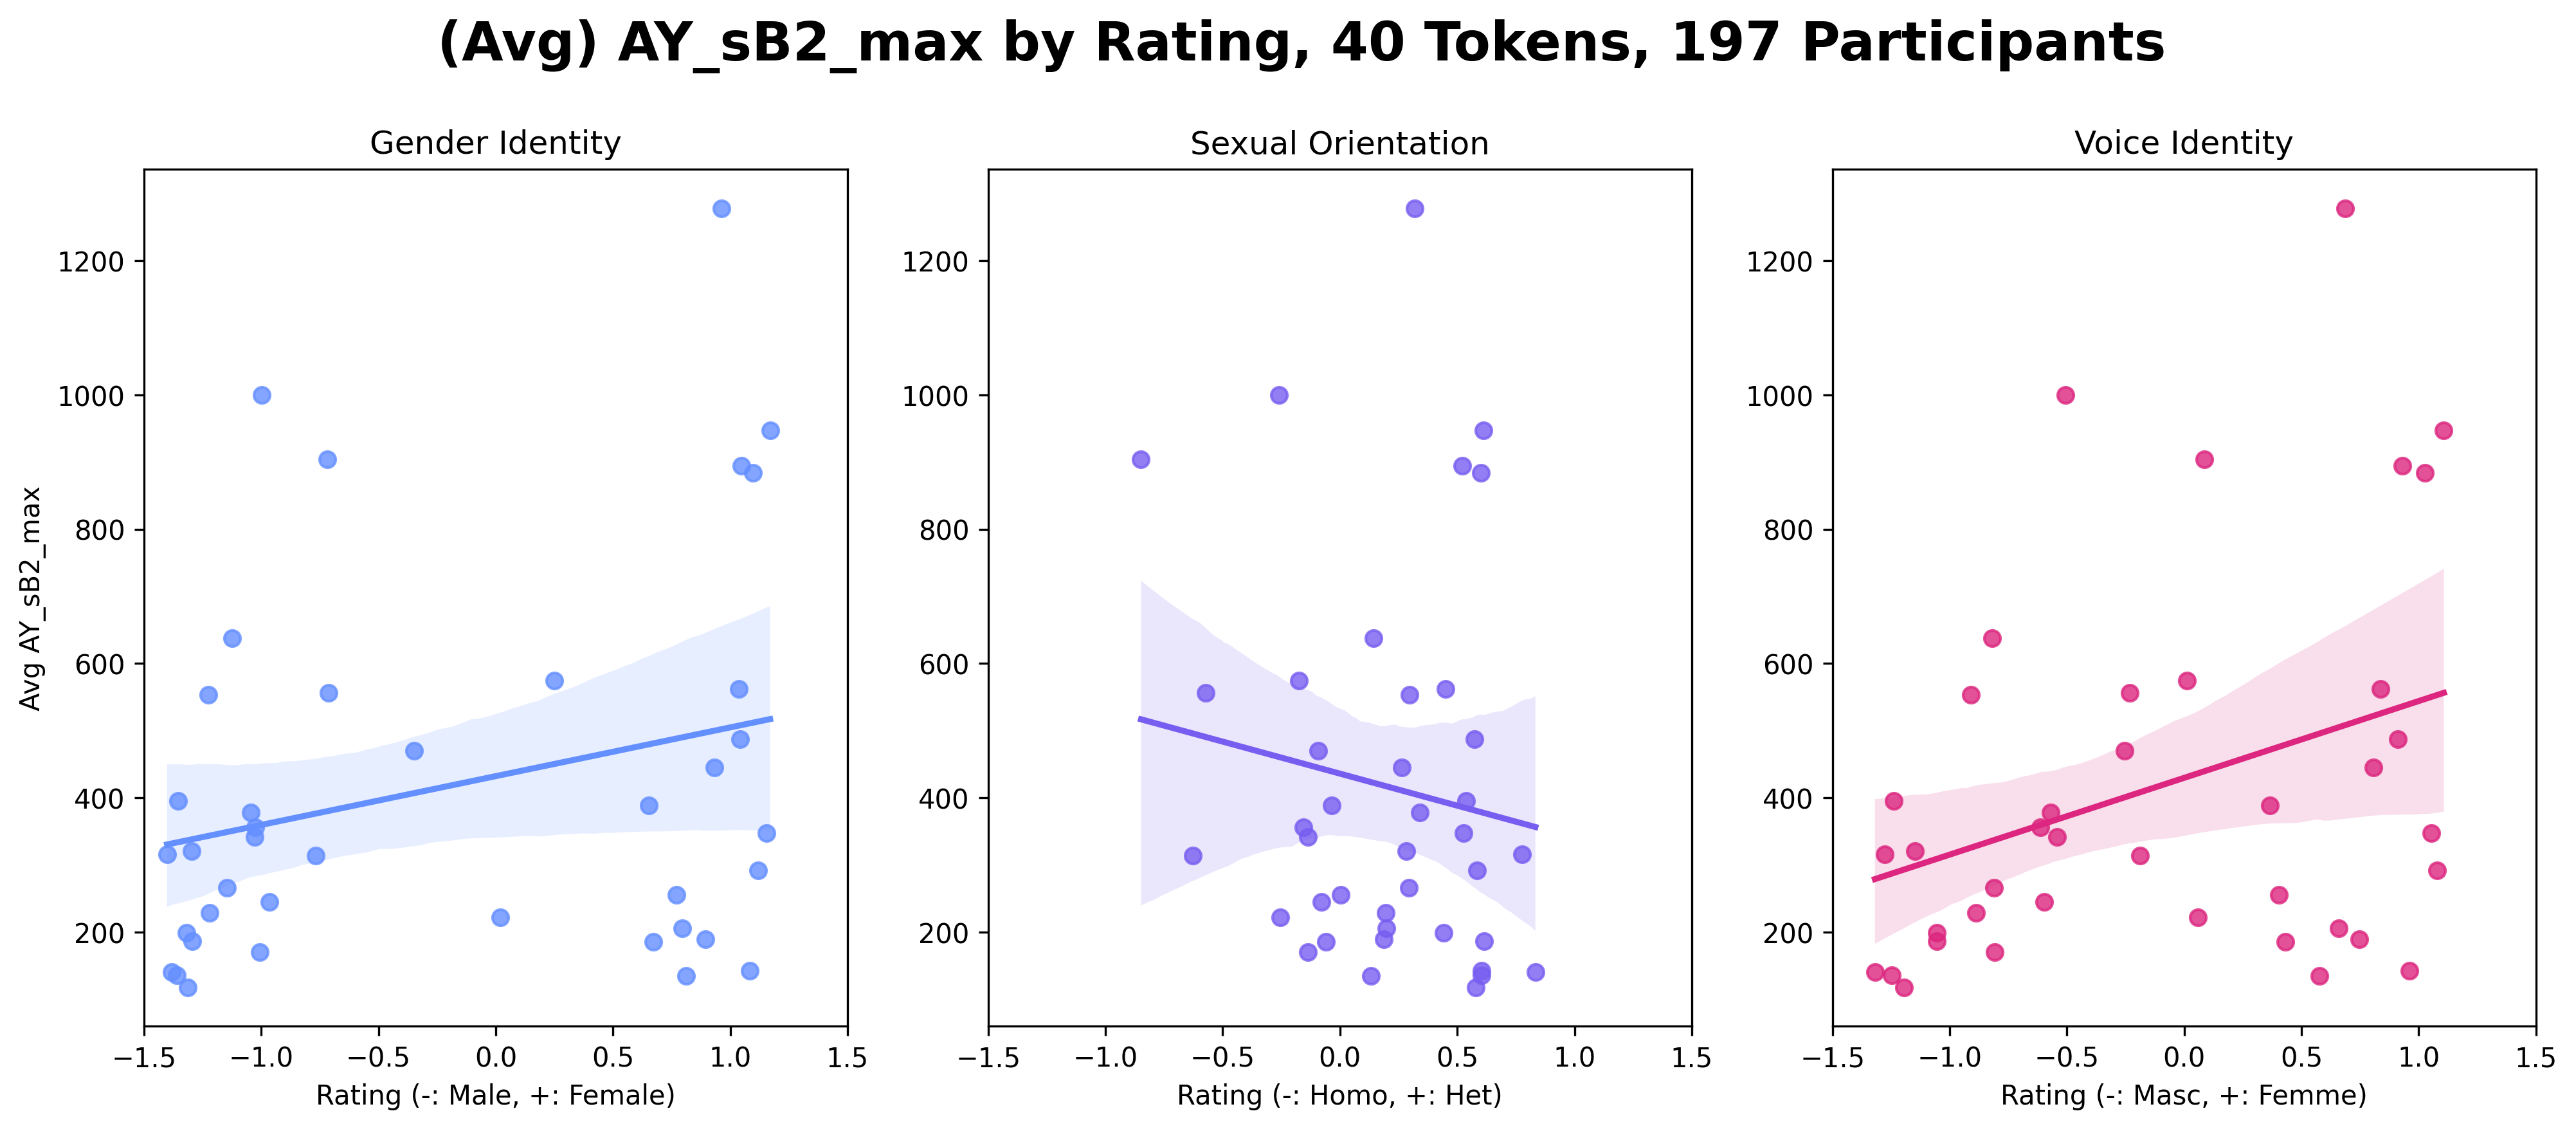 (Avg) AY_sB2_max by Rating, 40 Tokens, 197 Participants
Gender Identity
Sexual Orientation
Voice Identity
Avg AY_sB2_max
1200
1000
800
600
400
200
−1.5 −1.0 −0.5 0.0 0.5 1.0 1.5
Rating (-: Male, +: Female)
1200
1000
800
600
400
200
−1.5 −1.0 −0.5 0.0 0.5 1.0 1.5
Rating (-: Homo, +: Het)
1200
1000
800
600
400
200
−1.5 −1.0 −0.5 0.0 0.5 1.0 1.5
Rating (-: Masc, +: Femme)